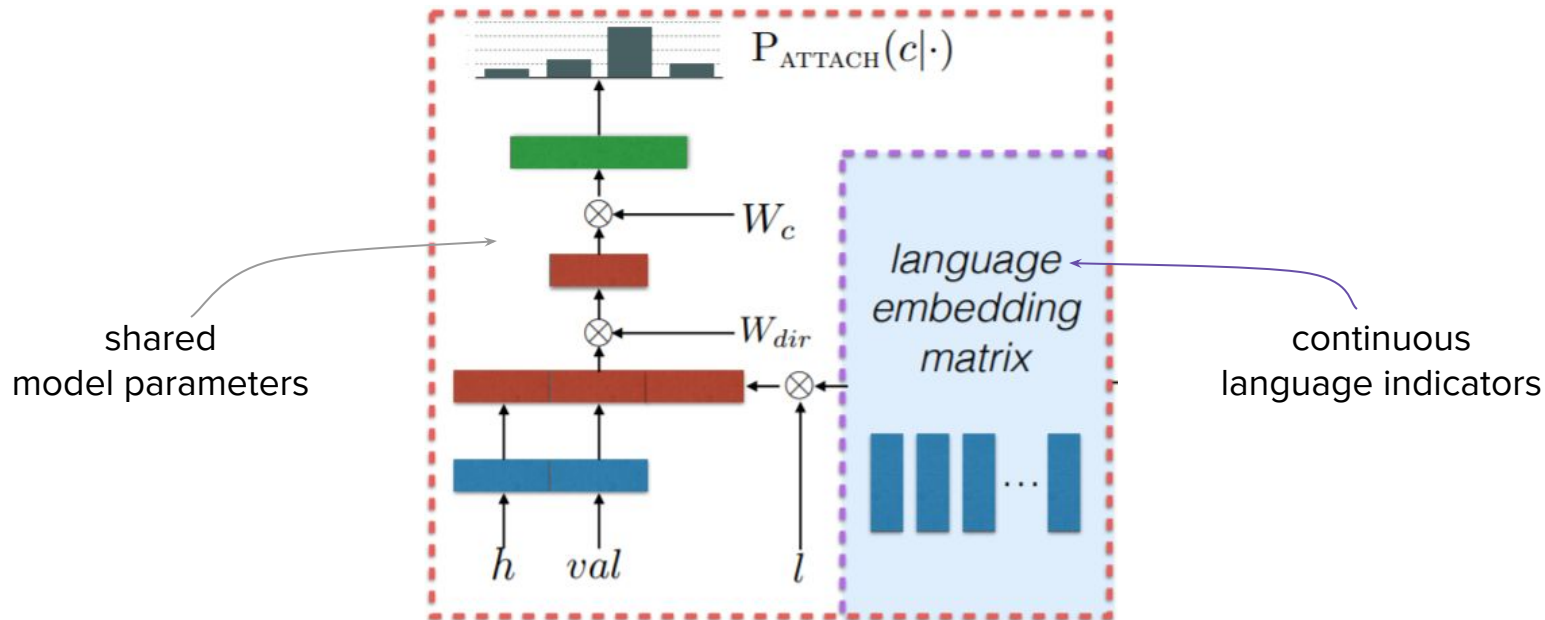 P_ATTACH(c|·)
W_c
language
embedding
matrix
shared
model parameters
W_dir
continuous
language indicators
...
h
val
l